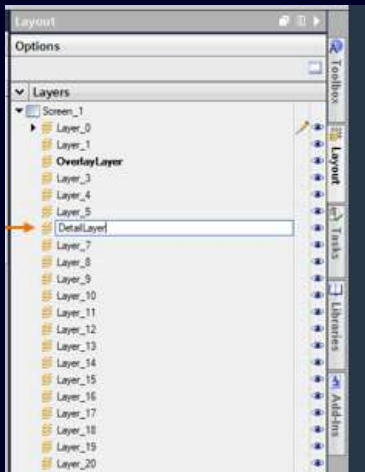 Layout
Options
Layers
Screen_1
Layer_0
Layer_1
OverlayLayer
Layer_3
Layer_4
Layer_5
DetailLayer
Layer_7
Layer_8
Layer_9
Layer_10
Layer_11
Layer_12
Layer_13
Layer_14
Layer_15
Layer_16
Layer_17
Layer_18
Layer_19
Layer_20
Toolbox
Layout
Tasks
Libraries
Add-Ins